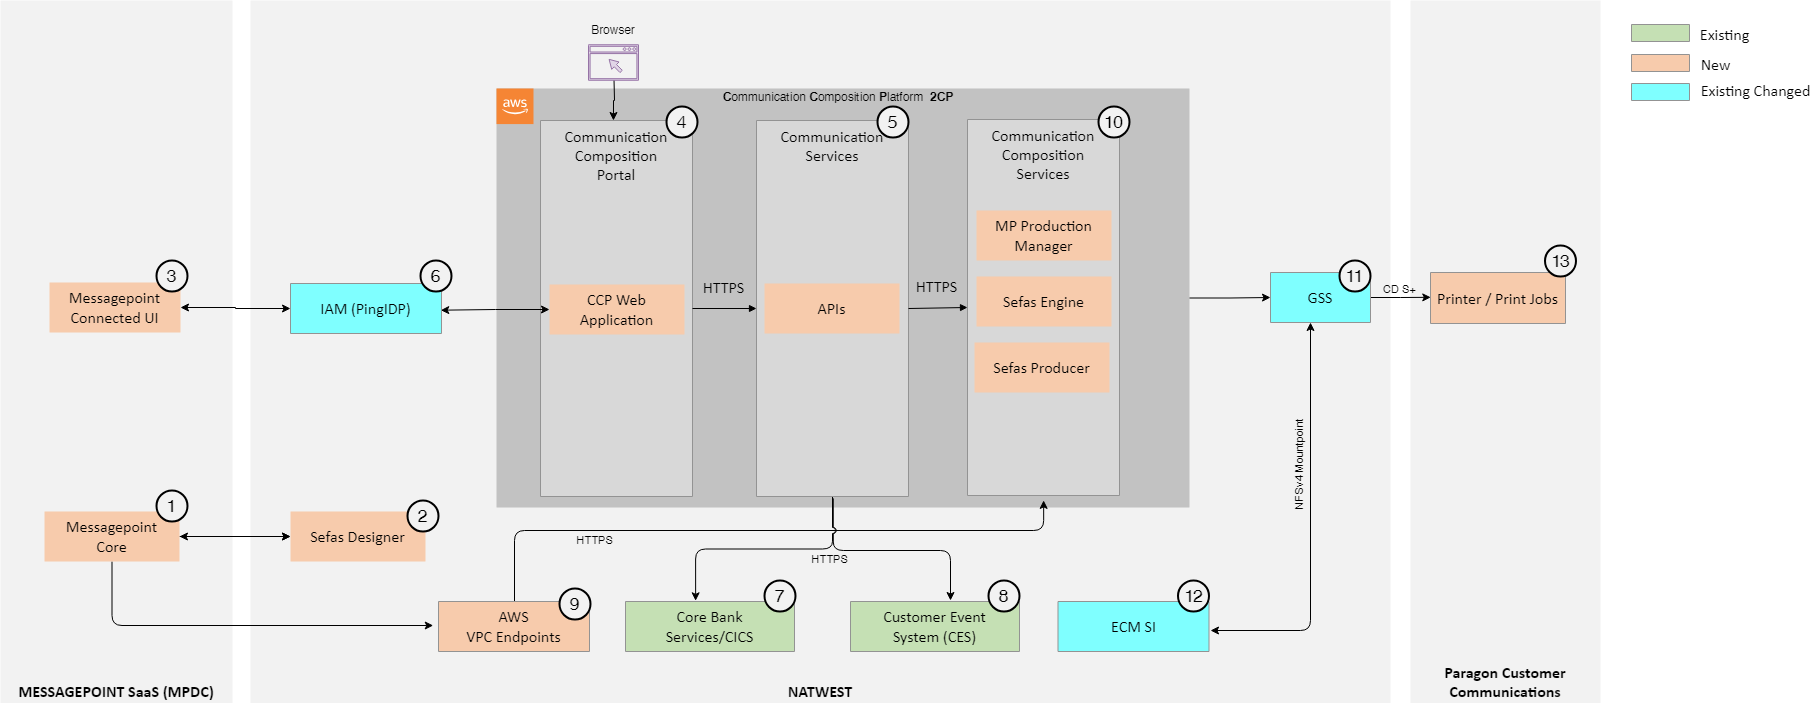 Browser
Existing
New
Existing Changed
aws
Communication Composition Platform 2CP
4
5
10
Communication
Composition
Portal
Communication
Services
Communication
Composition
Services
MP Production
Manager
3
6
11
13
Messagepoint
Connected UI
IAM (PingIDP)
CCP Web
Application
HTTPS
APIs
HTTPS
Sefas Engine
GSS
CD S+
Printer / Print Jobs
Sefas Producer
NFSv4 Mountpoint
1
2
Messagepoint
Core
Sefas Designer
HTTPS
HTTPS
9
7
8
12
AWS
VPC Endpoints
Core Bank
Services/CICS
Customer Event
System (CES)
ECM SI
MESSAGEPOINT SaaS (MPDC)
NATWEST
Paragon Customer
Communications